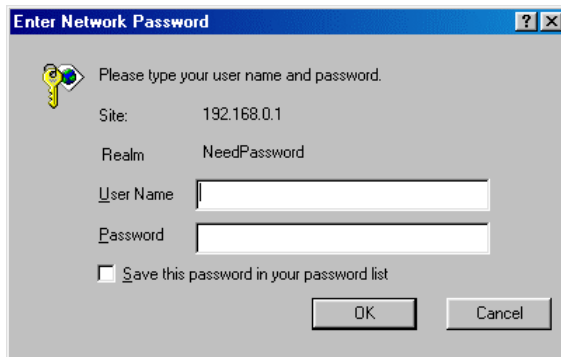 Enter Network Password
Please type your user name and password.
Site: 192.168.0.1
Realm NeedPassword
User Name
Password
Save this password in your password list
OK Cancel